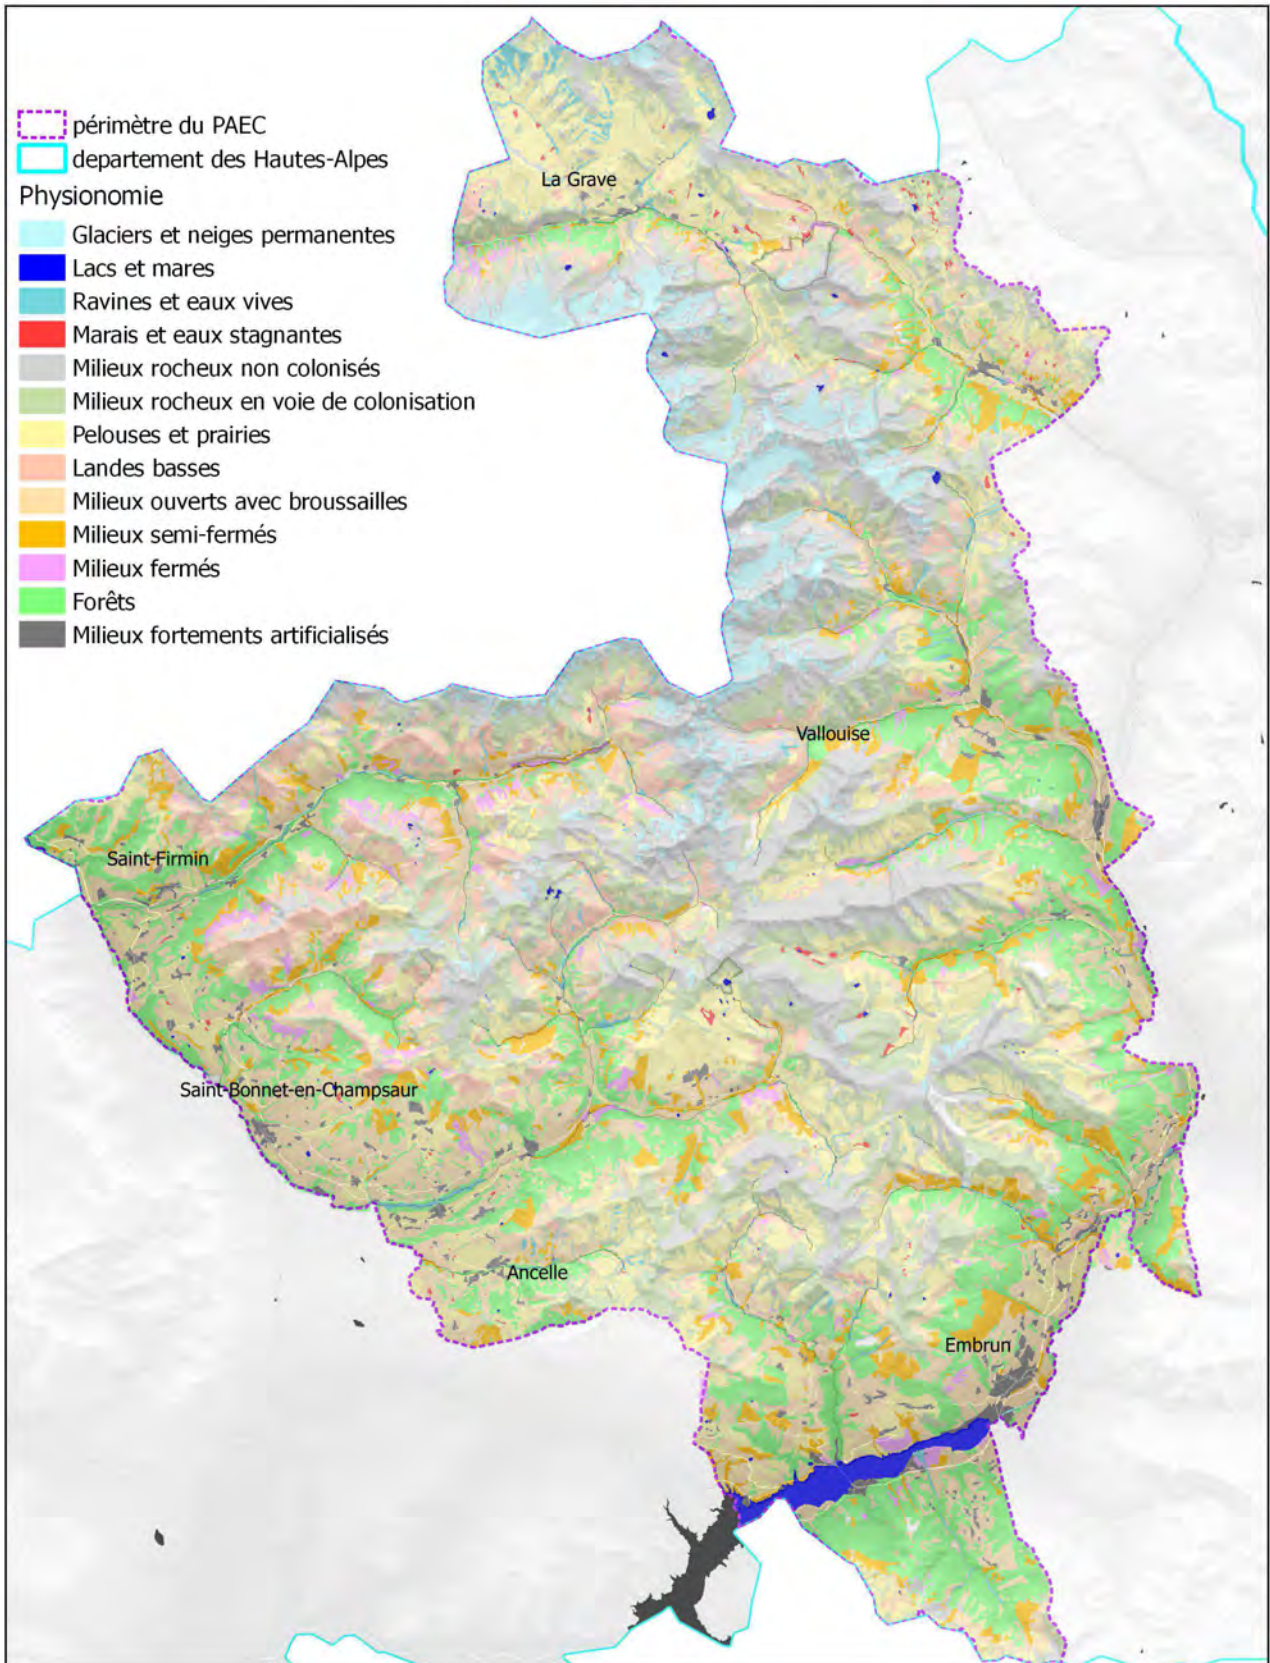 périmètre du PAEC
departement des Hautes-Alpes
Physionomie
Glaciers et neiges permanentes
Lacs et mares
Ravines et eaux vives
Marais et eaux stagnantes
Milieux rocheux non colonisés
Milieux rocheux en voie de colonisation
Pelouses et prairies
Landes basses
Milieux ouverts avec broussailles
Milieux semi-fermés
Milieux fermés
Forêts
Milieux fortements artificialisés
La Grave
Vallouise
Saint-Firmin
Saint-Bonnet-en-Champsaur
Ancelle
Embrun